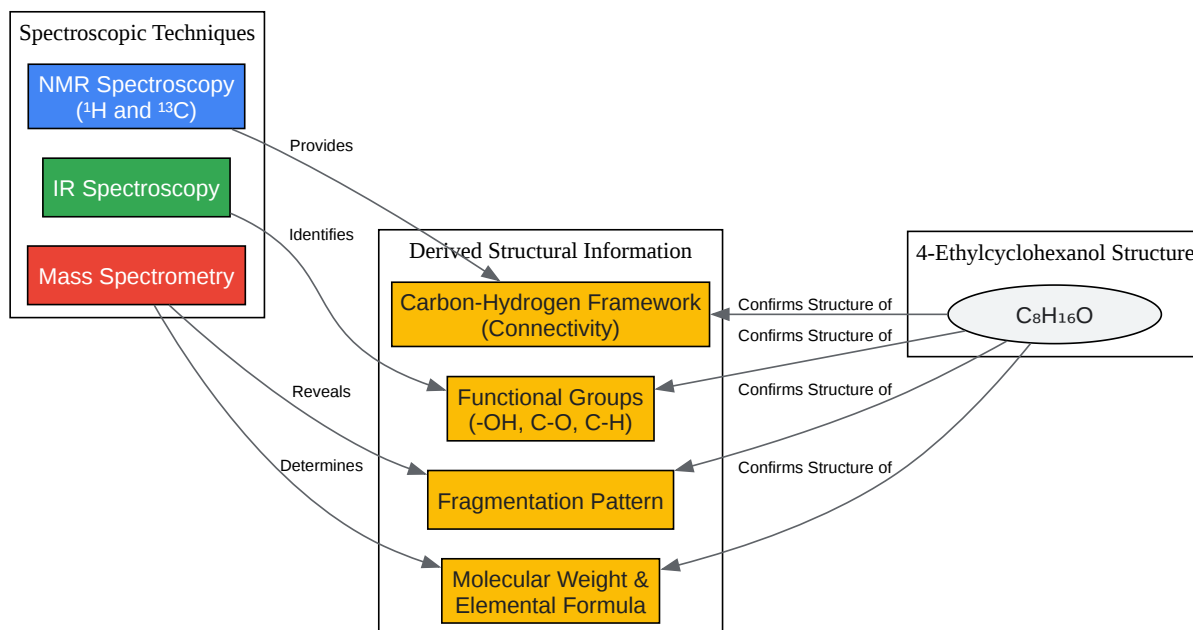 Spectroscopic Techniques
NMR Spectroscopy
(¹H and ¹³C)
IR Spectroscopy
Mass Spectrometry
Provides
Identifies
Reveals
Determines
Derived Structural Information
Carbon-Hydrogen Framework
(Connectivity)
Functional Groups
(-OH, C-O, C-H)
Fragmentation Pattern
Molecular Weight &
Elemental Formula
Confirms Structure of
Confirms Structure of
Confirms Structure of
Confirms Structure of
4-Ethylcyclohexanol Structure
C₈H₁₆O